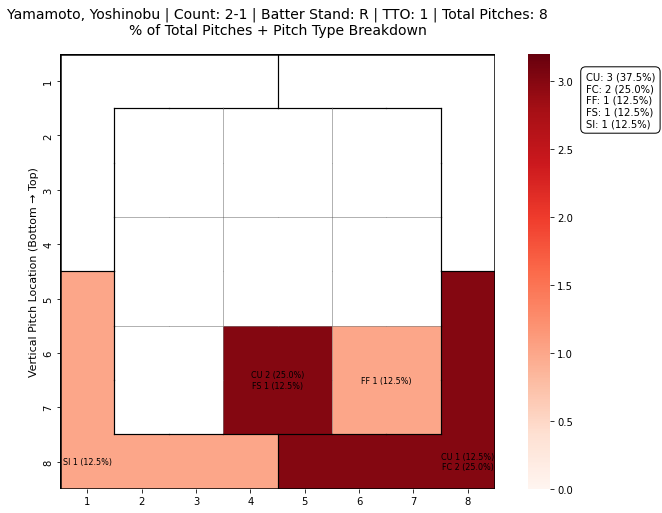 Yamamoto, Yoshinobu | Count: 2-1 | Batter Stand: R | TTO: 1 | Total Pitches: 8
% of Total Pitches + Pitch Type Breakdown
CU: 3 (37.5%)
FC: 2 (25.0%)
FF: 1 (12.5%)
FS: 1 (12.5%)
SI: 1 (12.5%)
Vertical Pitch Location (Bottom → Top)
1
2
3
4
5
6
7
8
CU 2 (25.0%)
FS 1 (12.5%)
FF 1 (12.5%)
SI 1 (12.5%)
CU 1 (12.5%)
FC 2 (25.0%)
1 2 3 4 5 6 7 8
3.0
2.5
2.0
1.5
1.0
0.5
0.0